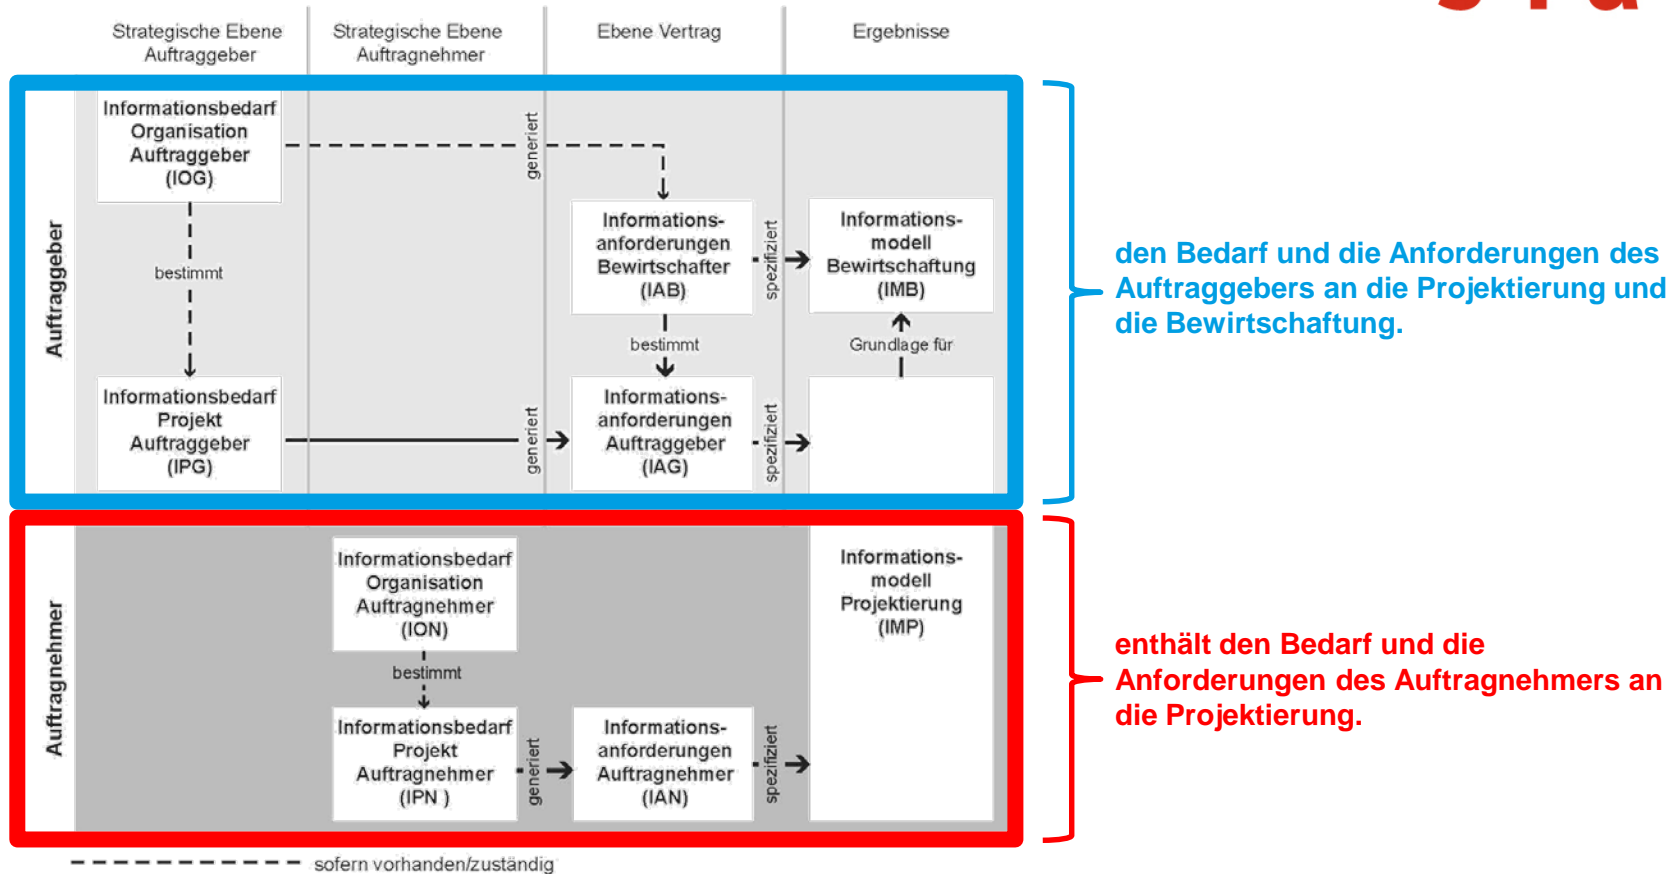 Strategische Ebene
Auftraggeber
Strategische Ebene
Auftragnehmer
Ebene Vertrag
Ergebnisse
Auftraggeber
Informationsbedarf
Organisation
Auftraggeber
(IOG)
generiert
bestimmt
Informations-
anforderungen
Bewirtschafter
(IAB)
spezifiziert
Informations-
modell
Bewirtschaftung
(IMB)
bestimmt
Grundlage für
Informationsbedarf
Projekt
Auftraggeber
(IPG)
generiert
Informations-
anforderungen
Auftraggeber
(IAG)
spezifiziert
den Bedarf und die Anforderungen des
Auftraggebers an die Projektierung und
die Bewirtschaftung.
Auftragnehmer
Informationsbedarf
Organisation
Auftragnehmer
(ION)
bestimmt
Informationsbedarf
Projekt
Auftragnehmer
(IPN )
generiert
Informations-
anforderungen
Auftragnehmer
(IAN)
spezifiziert
Informations-
modell
Projektierung
(IMP)
enthält den Bedarf und die
Anforderungen des Auftragnehmers an
die Projektierung.
sofern vorhanden/zuständig